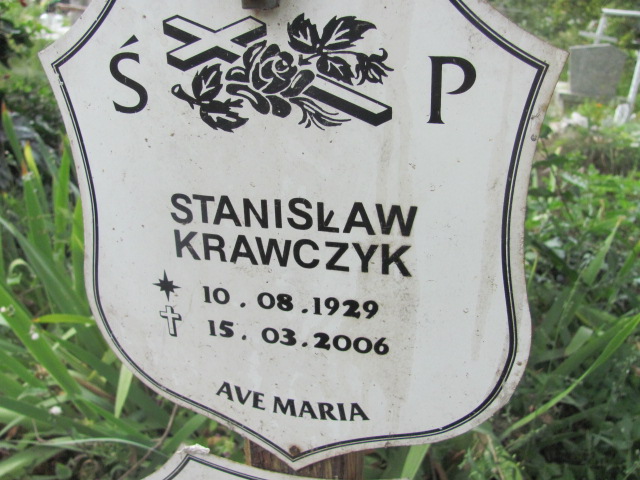 Ś P
STANISŁAW
KRAWCZYK
10.08.1929
15.03.2006
AVE MARIA